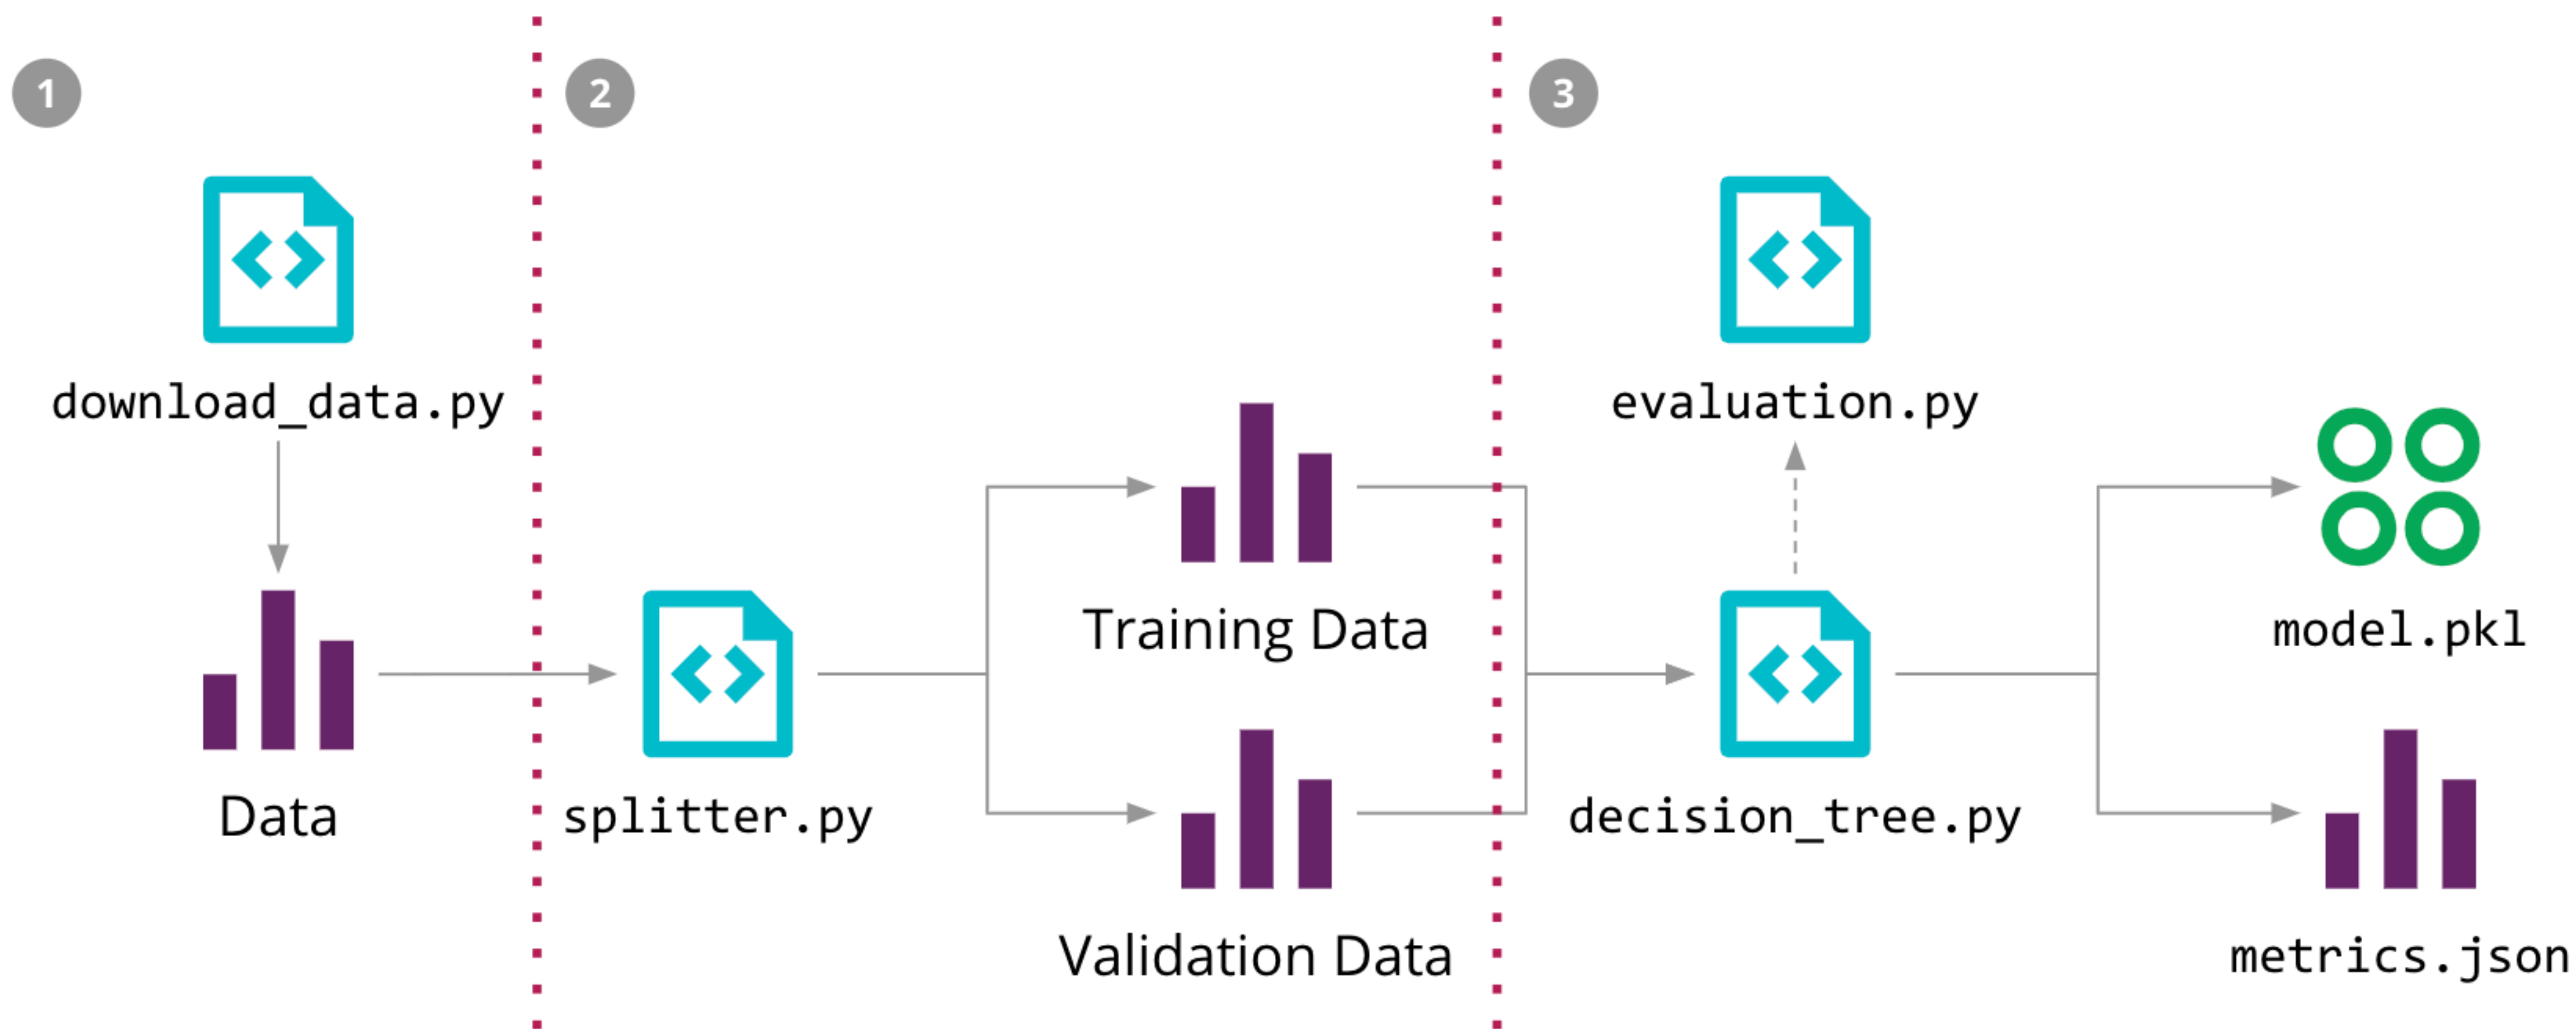 1
download_data.py
Data
2
splitter.py
Training Data
Validation Data
3
evaluation.py
decision_tree.py
model.pkl
metrics.json